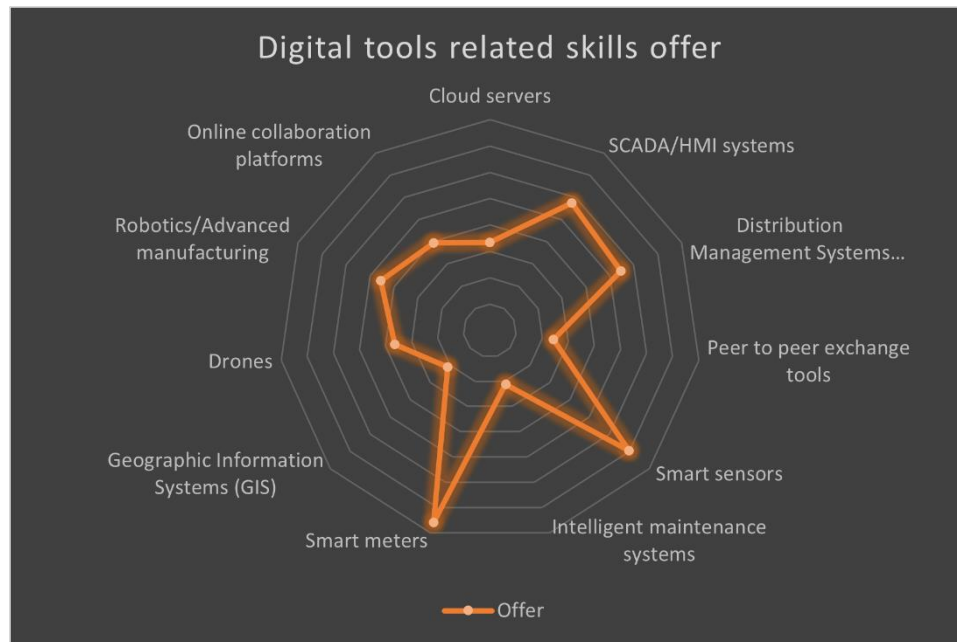 Digital tools related skills offer
Cloud servers
SCADA/HMI systems
Distribution
Management Systems...
Peer to peer exchange
tools
Smart sensors
Intelligent maintenance
systems
Smart meters
Geographic Information
Systems (GIS)
Drones
Robotics/Advanced
manufacturing
Online collaboration
platforms
Offer